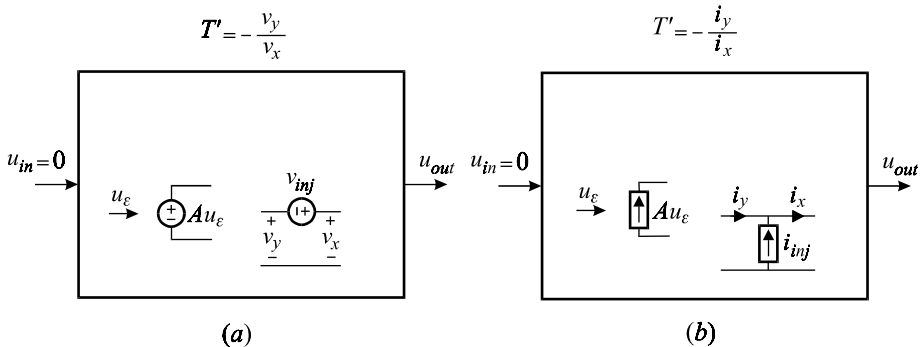 T' = - v_y / v_x
T' = - i_y / i_x
u_in = 0
u_out
u_ε
+
−
Au_ε
v_inj
− +
+
v_y
−
+
v_x
−
u_in = 0
u_out
u_ε
Au_ε
i_y
i_x
i_inj
(a)
(b)